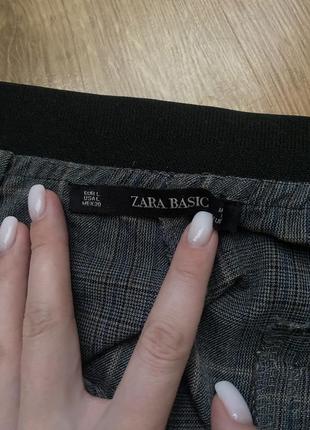 EUR L
USA L
MEX 30
ZARA BASIC